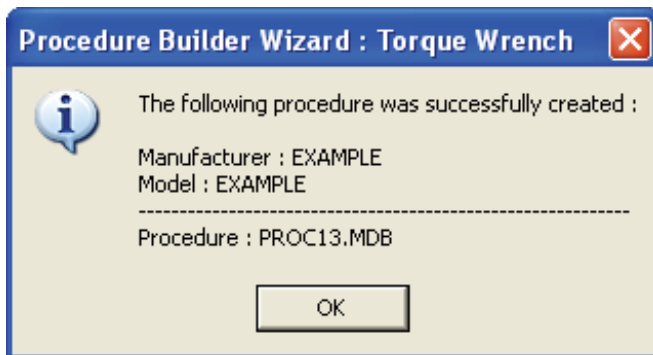 Procedure Builder Wizard : Torque Wrench
The following procedure was successfully created :
Manufacturer : EXAMPLE
Model : EXAMPLE
------------------------------------------------------------
Procedure : PROC13.MDB
OK